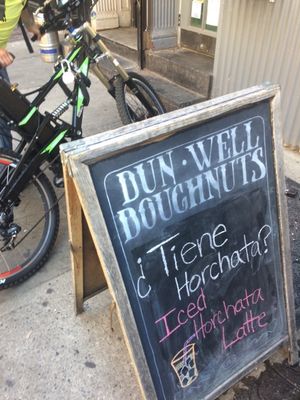 DUN-WELL
DOUGHNUTS
¿Tiene
Horchata?
Iced
Horchata
Latte